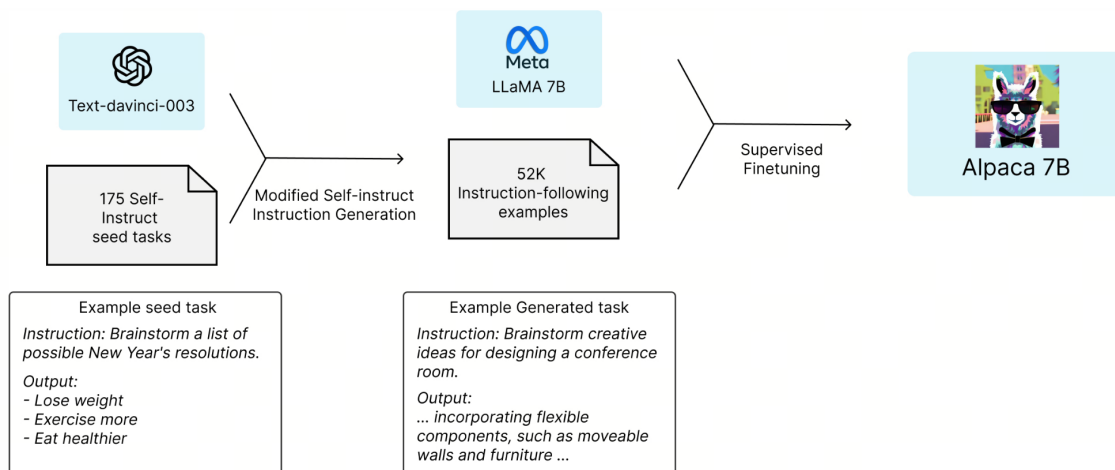 Text-davinci-003
175 Self-
Instruct
seed tasks
Modified Self-instruct
Instruction Generation
Meta
LLaMA 7B
52K
Instruction-following
examples
Supervised
Finetuning
Alpaca 7B
Example seed task
Instruction: Brainstorm a list of
possible New Year's resolutions.
Output:
- Lose weight
- Exercise more
- Eat healthier
Example Generated task
Instruction: Brainstorm creative
ideas for designing a conference
room.
Output:
... incorporating flexible
components, such as moveable
walls and furniture ...